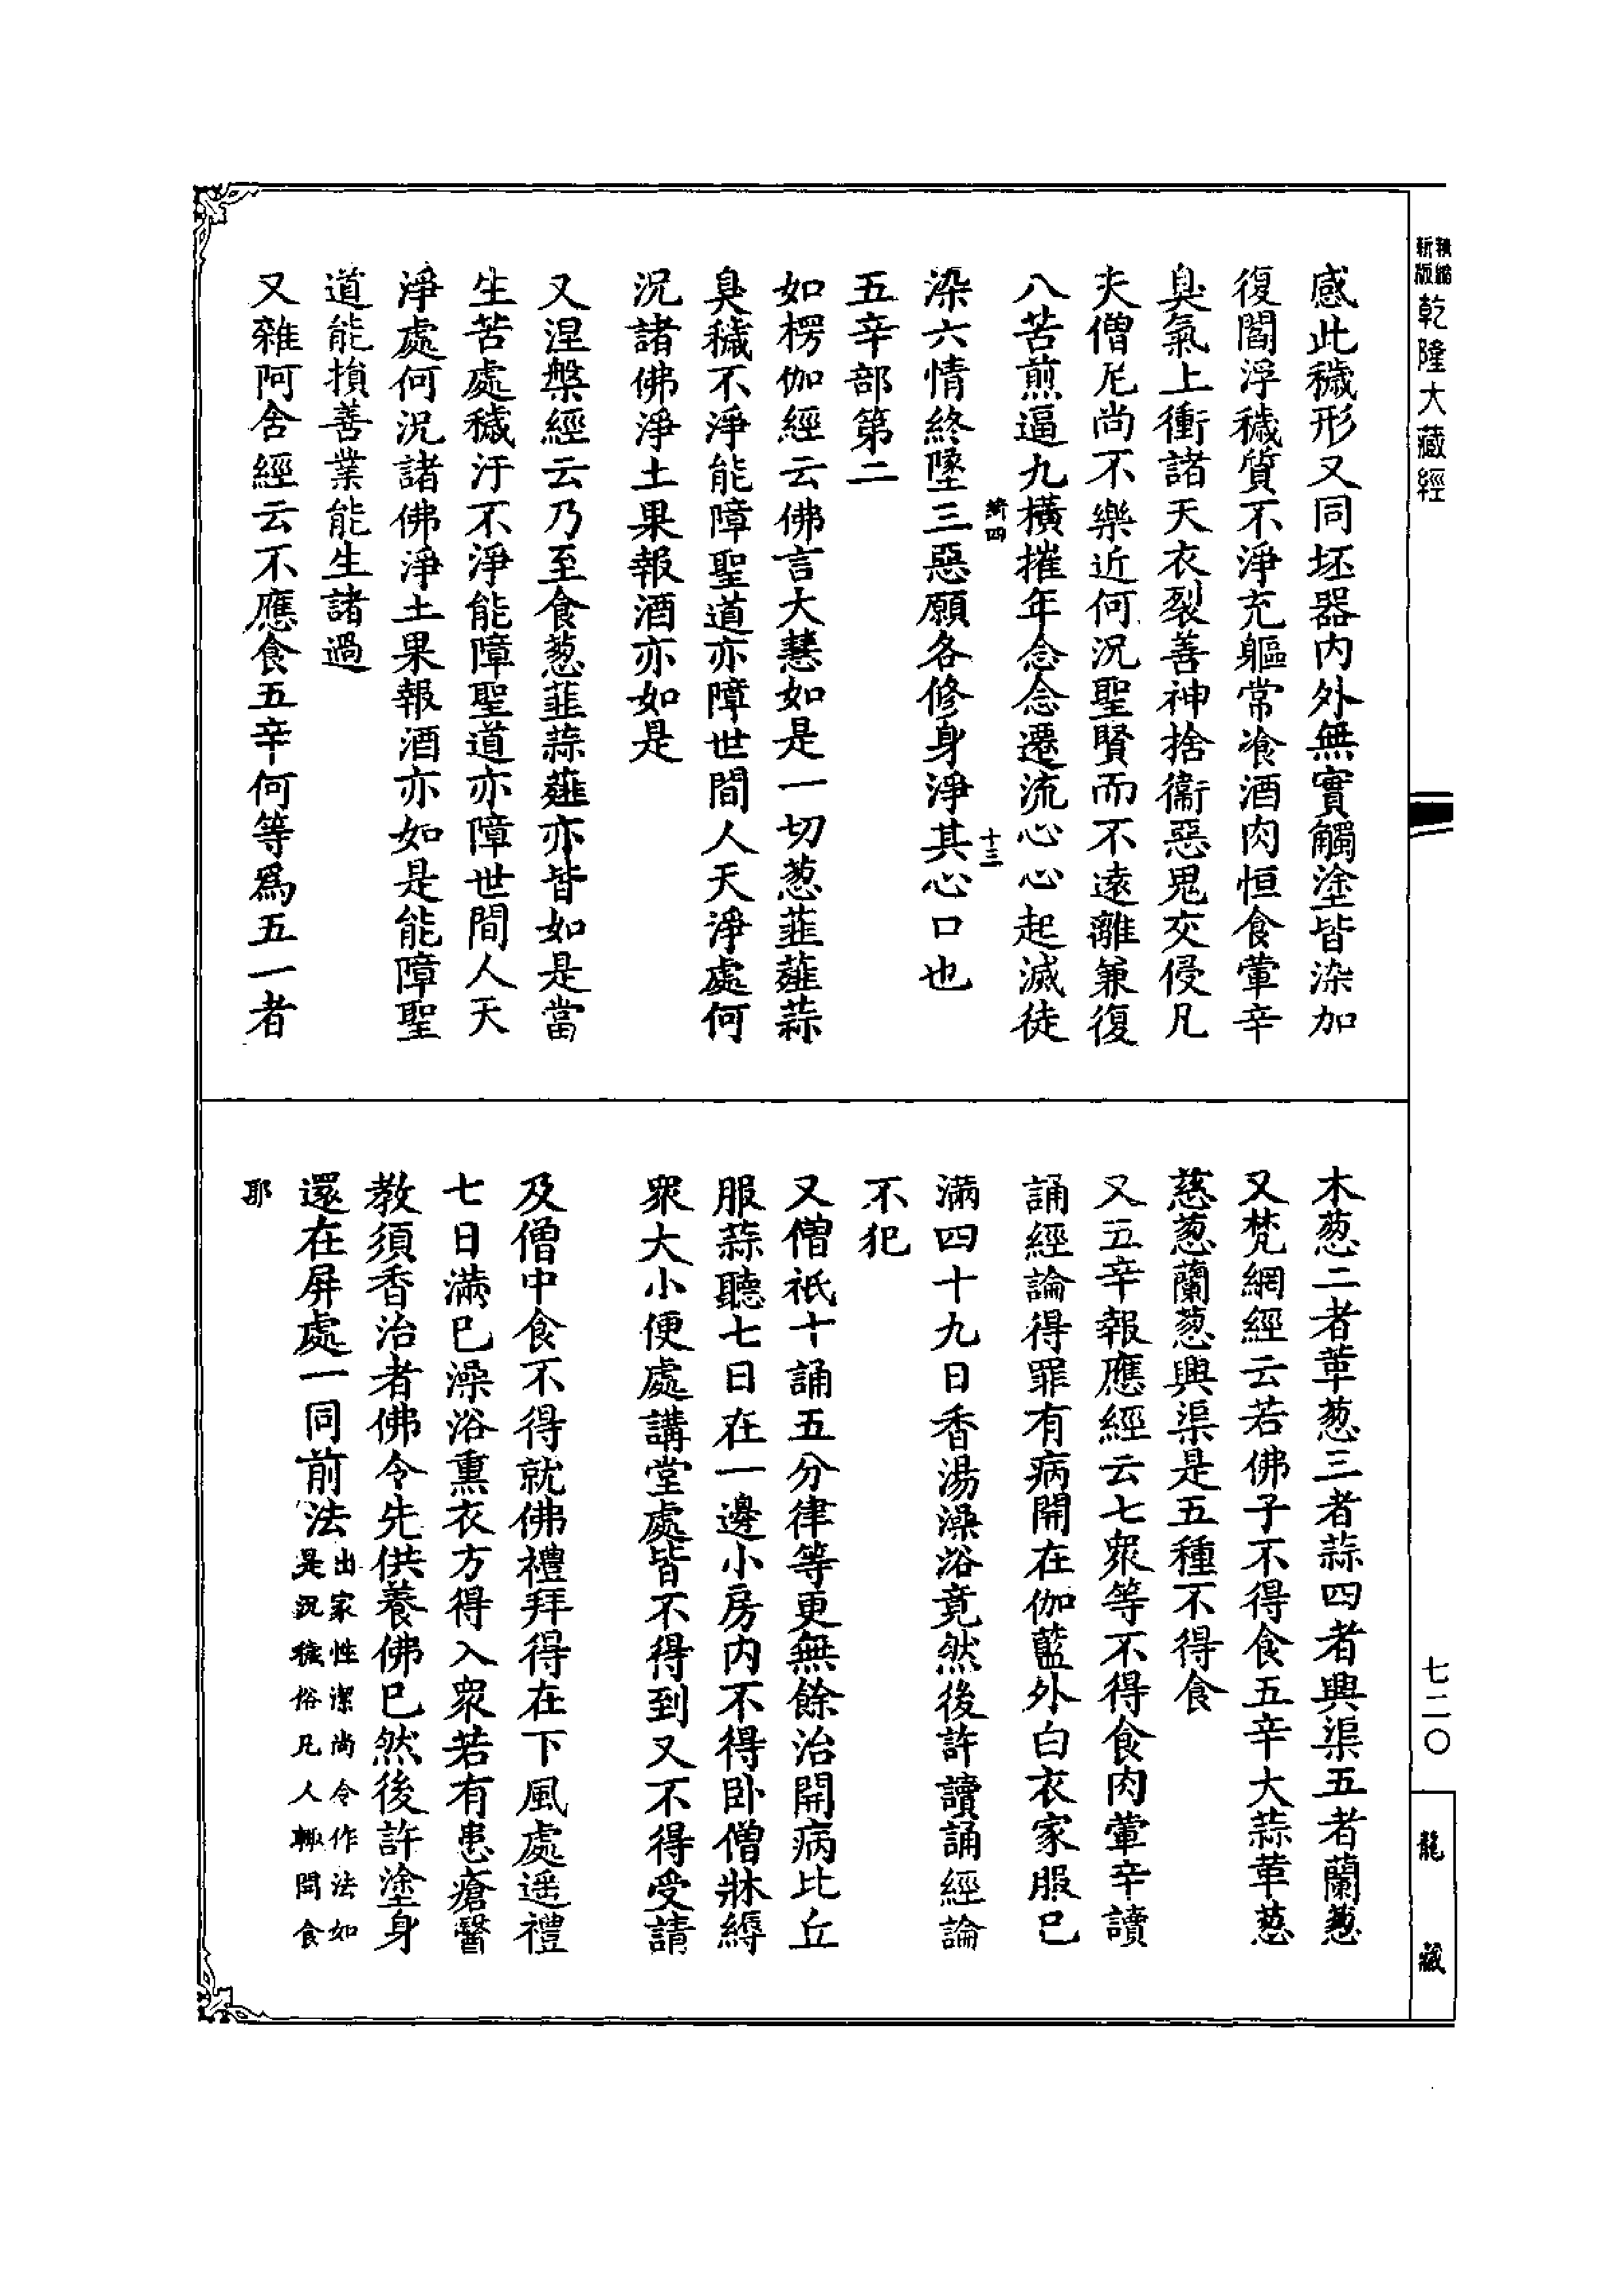 新版精縮乾隆大藏經
七二〇
龍藏
感此穢形又同坯器內外無實觸塗皆染加
復閻浮穢質不淨充軀常飡酒肉恒食葷辛
臭氣上衝諸天衣裂善神捨衞惡鬼交侵凡
夫僧尼尚不樂近何況聖賢而不遠離兼復
八苦煎逼九橫摧年念念遷流心心起滅徒
綺四
十三
染六情終墜三惡願各修身淨其心口也
五辛部第二
如楞伽經云佛言大慧如是一切葱韮薤蒜
臭穢不淨能障聖道亦障世間人天淨處何
況諸佛淨土果報酒亦如是
又涅槃經云乃至食葱韮蒜薤亦皆如是當
生苦處穢汙不淨能障聖道亦障世間人天
淨處何況諸佛淨土果報酒亦如是能障聖
道能損善業能生諸過
又雜阿含經云不應食五辛何等爲五一者
木葱二者革葱三者蒜四者興渠五者蘭葱
又梵網經云若佛子不得食五辛大蒜革葱
慈葱蘭葱興渠是五種不得食
又五辛報應經云七衆等不得食肉葷辛讀
誦經論得罪有病開在伽藍外白衣家服已
滿四十九日香湯澡浴竟然後許讀誦經論
不犯
又僧祇十誦五分律等更無餘治開病比丘
服蒜聽七日在一邊小房內不得臥僧牀縟
衆大小便處講堂處皆不得到又不得受請
及僧中食不得就佛禮拜得在下風處遙禮
七日滿已澡浴熏衣方得入衆若有患瘡醫
教須香治者佛令先供養佛已然後許塗身
還在屏處一同前法出家性潔尚令作法如是況穢俗凡人輒開食
耶